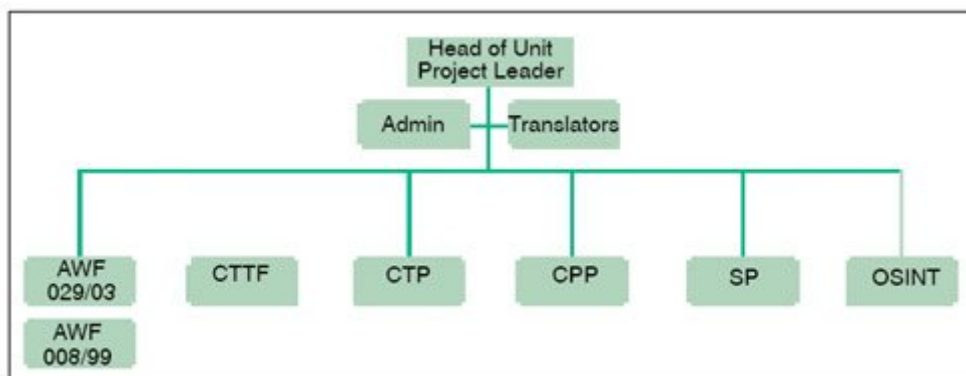 Head of Unit
Project Leader
Admin
Translators
AWF
029/03
CTTF
CTP
CPP
SP
OSINT
AWF
008/99